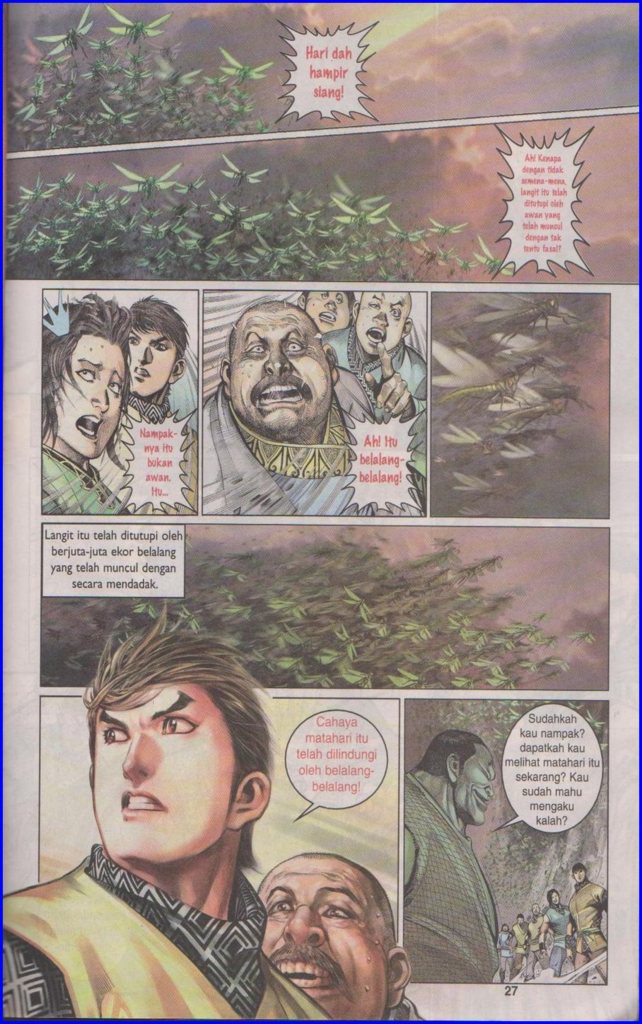 Hari dah
hampir
siang!
Ah! Kenapa
dengan tidak
semena-mena,
langit itu telah
ditutupi oleh
awan yang
telah muncul
dengan tak
tentu fasal?
Nampak-
nya itu
bukan
awan.
Itu...
Ah! Itu
belalang-
belalang!
Langit itu telah ditutupi oleh
berjuta-juta ekor belalang
yang telah muncul dengan
secara mendadak.
Cahaya
matahari itu
telah dilindungi
oleh belalang-
belalang!
Sudahkah
kau nampak?
dapatkah kau
melihat matahari itu
sekarang? Kau
sudah mahu
mengaku
kalah?
27